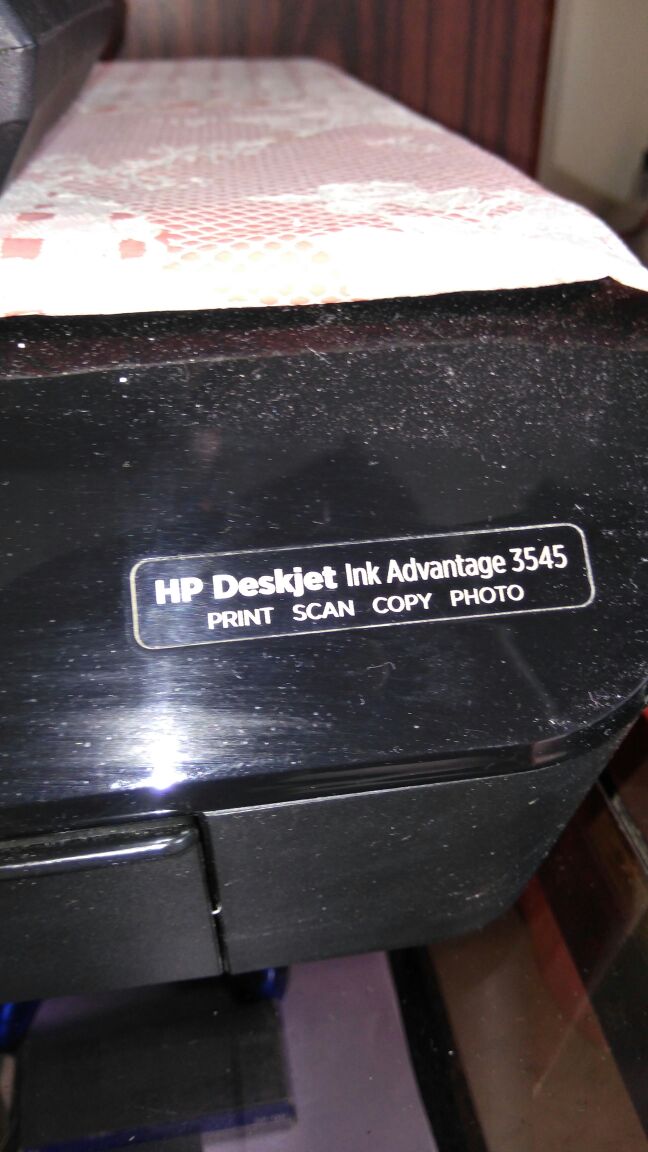 HP Deskjet Ink Advantage 3545
PRINT SCAN COPY PHOTO